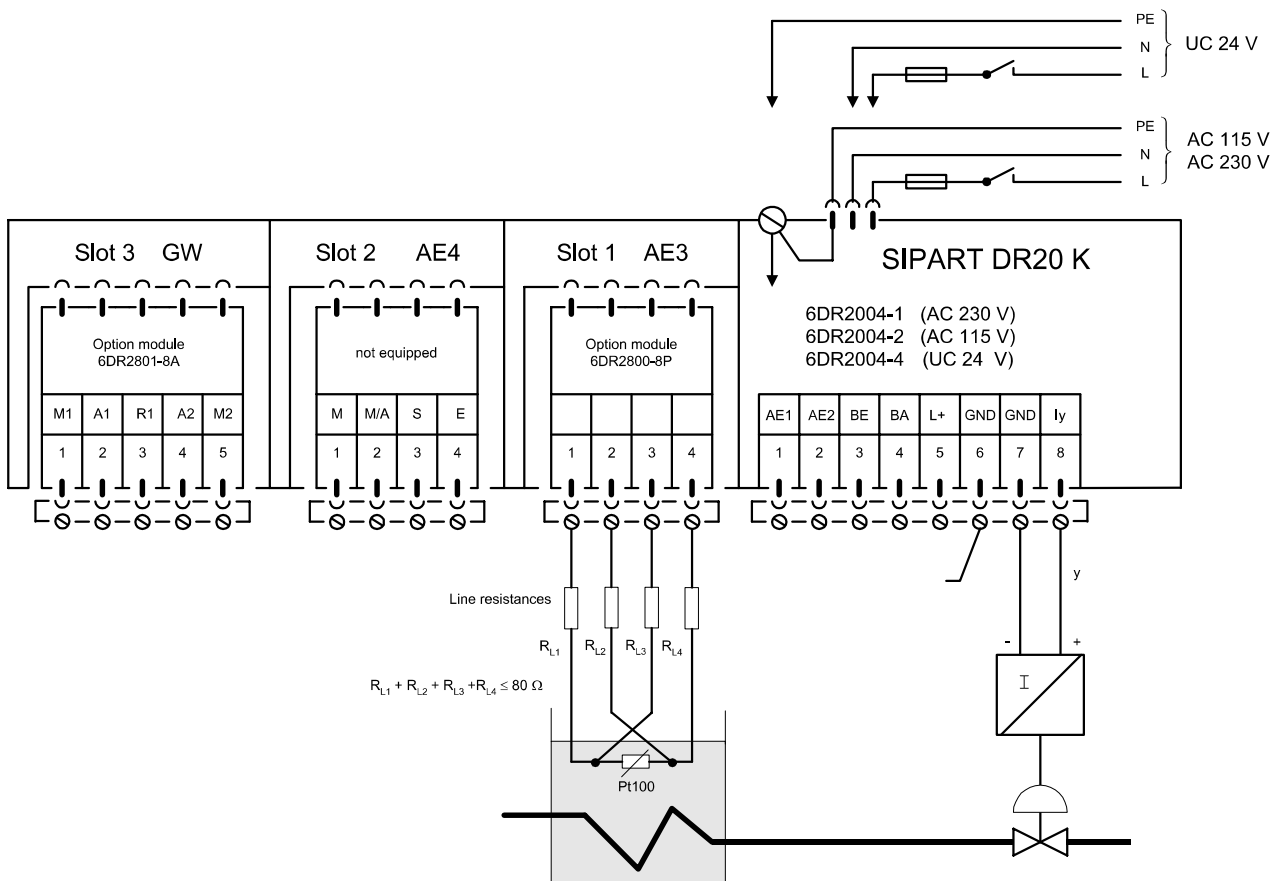 PE
N
L
UC 24 V
PE
N
L
AC 115 V
AC 230 V
Slot 3 GW
Slot 2 AE4
Slot 1 AE3
SIPART DR20 K
6DR2004-1 (AC 230 V)
6DR2004-2 (AC 115 V)
6DR2004-4 (UC 24 V)
Option module
6DR2801-8A
not equipped
Option module
6DR2800-8P
M1 A1 R1 A2 M2
1 2 3 4 5
M M/A S E
1 2 3 4
1 2 3 4
AE1 AE2 BE BA L+ GND GND Iy
1 2 3 4 5 6 7 8
Line resistances
RL1 RL2 RL3 RL4
RL1 + RL2 + RL3 +RL4 ≤ 80 Ω
Pt100
y
- +
I